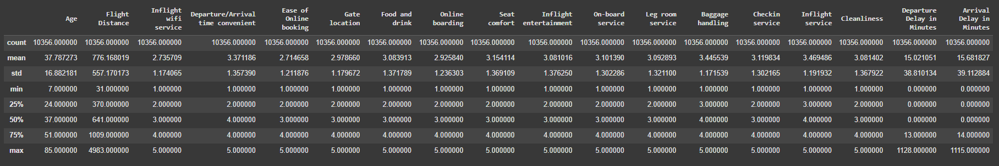 Age Flight Distance Inflight wifi service Departure/Arrival time convenient Ease of Online booking Gate location Food and drink Online boarding Seat comfort Inflight entertainment On-board service Leg room service Baggage handling Checkin service Inflight service Cleanliness Departure Delay in Minutes Arrival Delay in Minutes
count 10356.000000 10356.000000 10356.000000 10356.000000 10356.000000 10356.000000 10356.000000 10356.000000 10356.000000 10356.000000 10356.000000 10356.000000 10356.000000 10356.000000 10356.000000 10356.000000 10356.000000 10356.000000
mean 37.787273 776.168019 2.735709 3.371186 2.714658 2.978660 3.083913 2.925840 3.154114 3.081016 3.101390 3.092893 3.445539 3.119834 3.469486 3.081402 15.021051 15.681827
std 16.882181 557.170173 1.174065 1.357390 1.211876 1.179672 1.371789 1.236303 1.369109 1.376250 1.302286 1.321100 1.171539 1.302165 1.191932 1.367922 38.810134 39.112884
min 7.000000 31.000000 1.000000 1.000000 1.000000 1.000000 1.000000 1.000000 1.000000 1.000000 1.000000 1.000000 1.000000 1.000000 1.000000 1.000000 0.000000 0.000000
25% 24.000000 370.000000 2.000000 2.000000 2.000000 2.000000 2.000000 2.000000 2.000000 2.000000 2.000000 2.000000 3.000000 2.000000 3.000000 2.000000 0.000000 0.000000
50% 37.000000 641.000000 3.000000 4.000000 3.000000 3.000000 3.000000 3.000000 3.000000 3.000000 3.000000 3.000000 4.000000 3.000000 4.000000 3.000000 0.000000 0.000000
75% 51.000000 1009.000000 4.000000 4.000000 4.000000 4.000000 4.000000 4.000000 4.000000 4.000000 4.000000 4.000000 4.000000 4.000000 4.000000 4.000000 13.000000 14.000000
max 85.000000 4983.000000 5.000000 5.000000 5.000000 5.000000 5.000000 5.000000 5.000000 5.000000 5.000000 5.000000 5.000000 5.000000 5.000000 5.000000 1128.000000 1115.000000